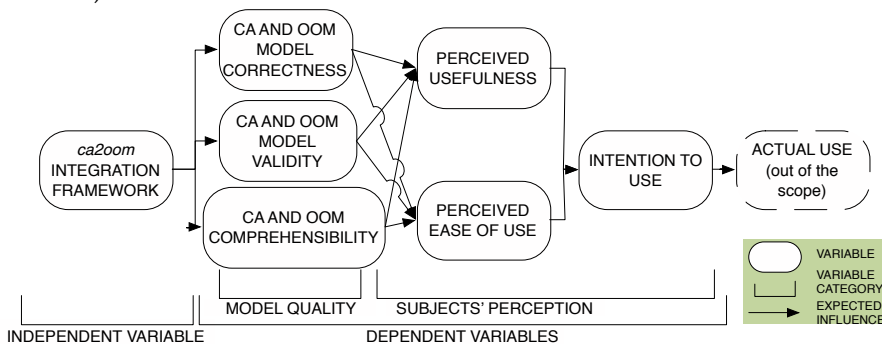 CA AND OOM
MODEL
CORRECTNESS
PERCEIVED
USEFULNESS
CA AND OOM
MODEL
VALIDITY
ca2oom
INTEGRATION
FRAMEWORK
INTENTION TO
USE
ACTUAL USE
(out of the
scope)
CA AND OOM
COMPREHENSIBILITY
PERCEIVED
EASE OF USE
VARIABLE
VARIABLE
CATEGORY
EXPECTED
INFLUENCE
MODEL QUALITY
SUBJECTS' PERCEPTION
INDEPENDENT VARIABLE
DEPENDENT VARIABLES